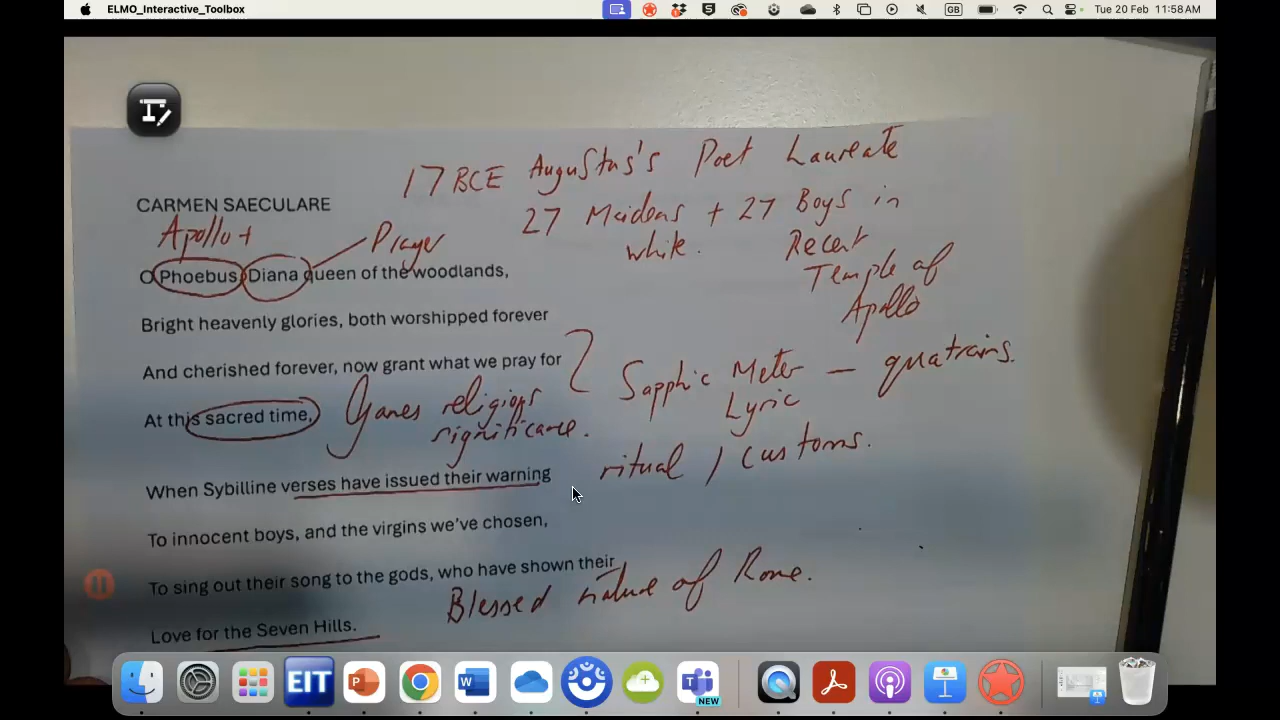 ELMO_Interactive_Toolbox
GB
Tue 20 Feb 11:58 AM
17 BCE Augustus's Poet Laureate
CARMEN SAECULARE
27 Maidens + 27 Boys in
white.
Recent
Temple of
Apollo
Apollo +
Prayer
O Phoebus, Diana queen of the woodlands,
Bright heavenly glories, both worshipped forever
And cherished forever, now grant what we pray for
Sapphic Meter — quatrains.
Lyric
At this sacred time,
Games religious
significance.
ritual / customs.
When Sybilline verses have issued their warning
To innocent boys, and the virgins we've chosen,
To sing out their song to the gods, who have shown their
Blessed nature of Rome.
Love for the Seven Hills.
EIT
P
W
T
NEW